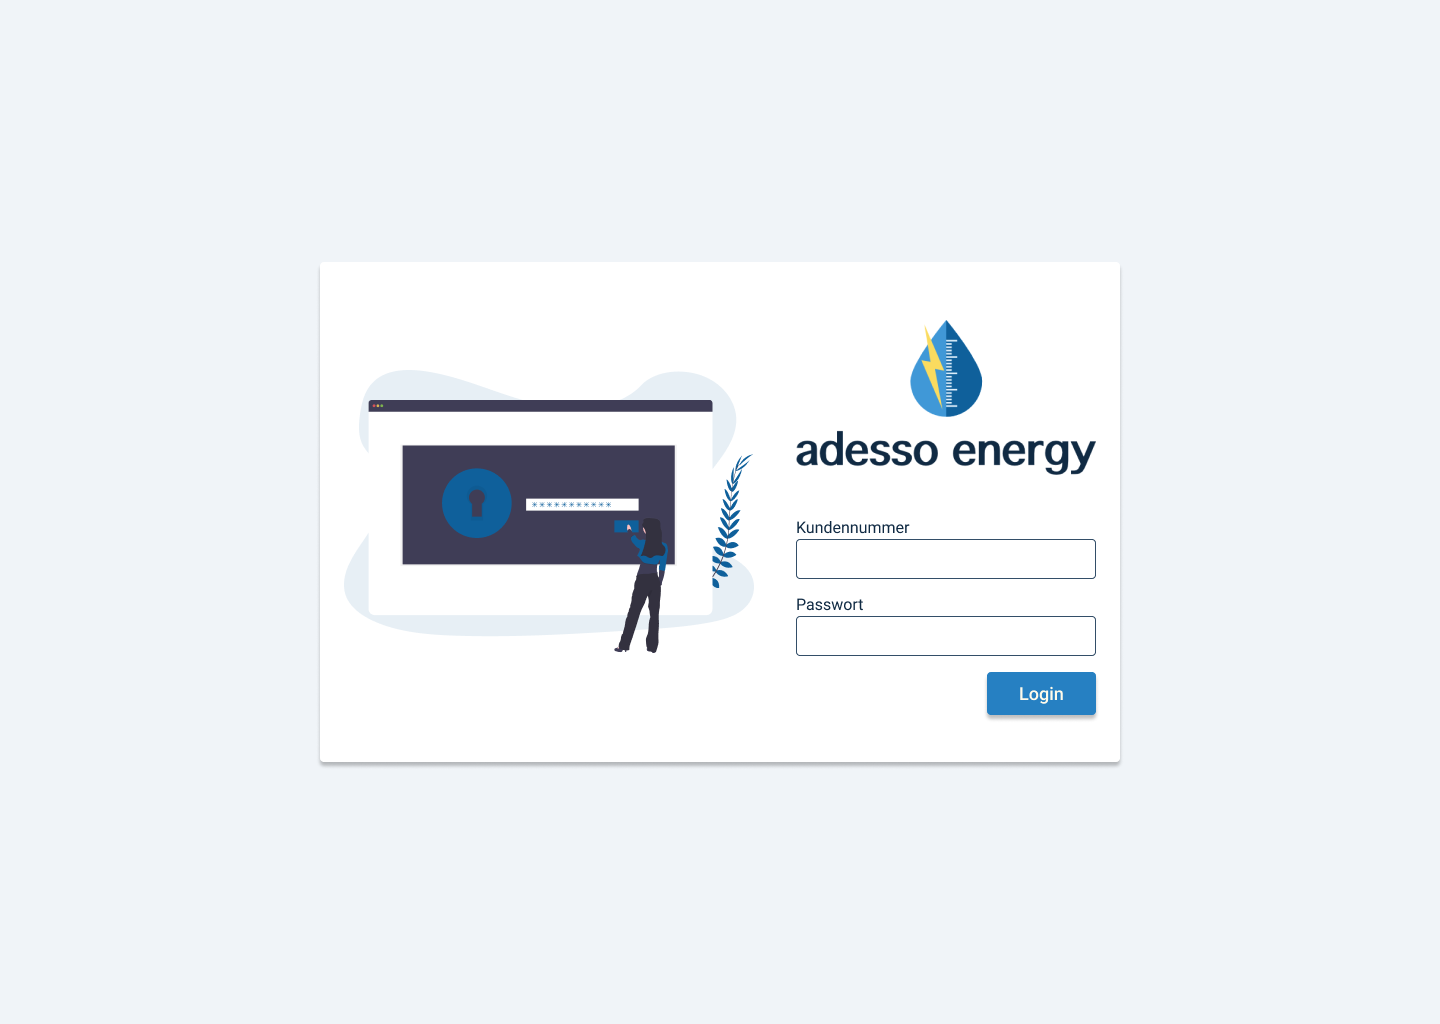 adesso energy
Kundennummer
***********
Passwort
Login